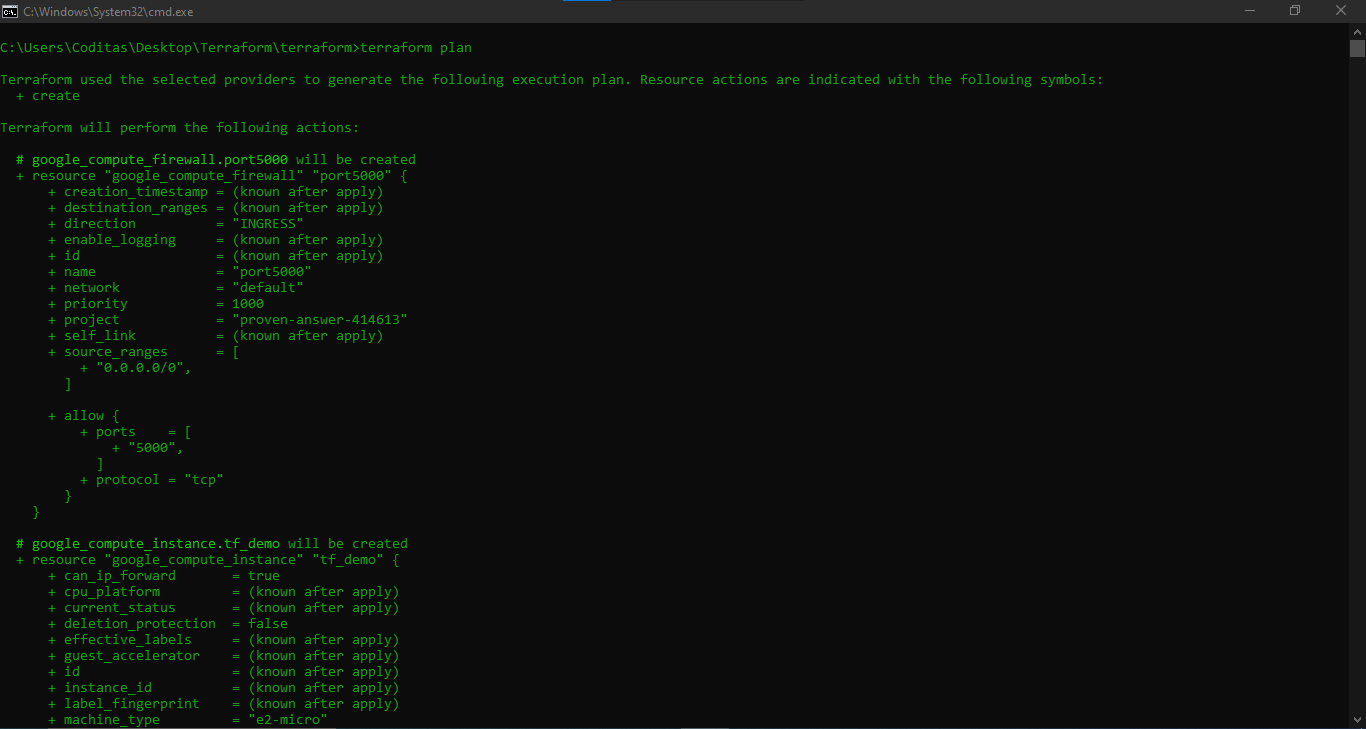 C:\Windows\System32\cmd.exe
C:\Users\Coditas\Desktop\Terraform\terraform>terraform plan
Terraform used the selected providers to generate the following execution plan. Resource actions are indicated with the following symbols:
  + create
Terraform will perform the following actions:
  # google_compute_firewall.port5000 will be created
  + resource "google_compute_firewall" "port5000" {
      + creation_timestamp = (known after apply)
      + destination_ranges = (known after apply)
      + direction          = "INGRESS"
      + enable_logging     = (known after apply)
      + id                 = (known after apply)
      + name               = "port5000"
      + network            = "default"
      + priority           = 1000
      + project            = "proven-answer-414613"
      + self_link          = (known after apply)
      + source_ranges      = [
          + "0.0.0.0/0",
        ]
      + allow {
          + ports    = [
              + "5000",
            ]
          + protocol = "tcp"
        }
    }
  # google_compute_instance.tf_demo will be created
  + resource "google_compute_instance" "tf_demo" {
      + can_ip_forward       = true
      + cpu_platform         = (known after apply)
      + current_status       = (known after apply)
      + deletion_protection  = false
      + effective_labels     = (known after apply)
      + guest_accelerator    = (known after apply)
      + id                   = (known after apply)
      + instance_id          = (known after apply)
      + label_fingerprint    = (known after apply)
      + machine_type         = "e2-micro"